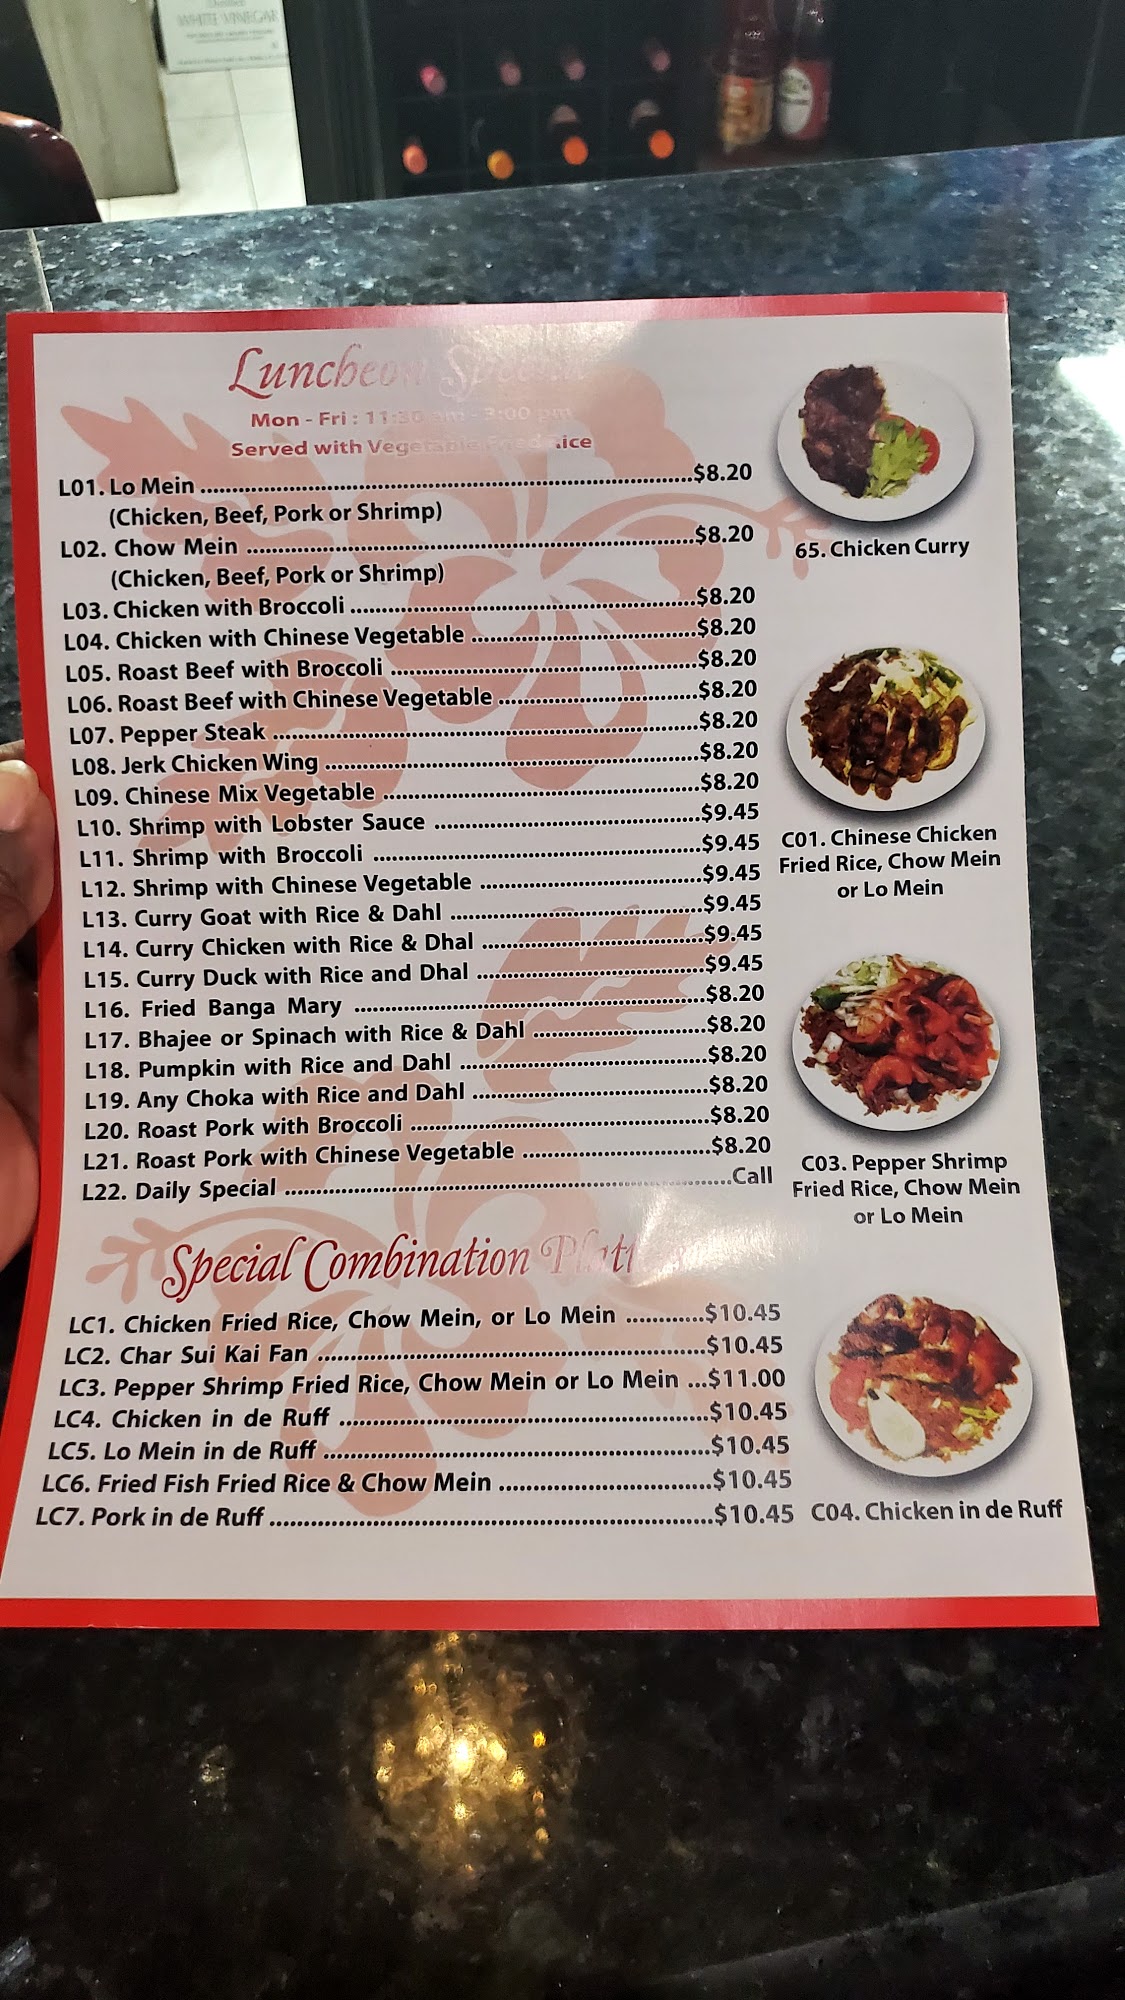 WHITE VINEGAR
Luncheon Special
Mon - Fri : 11:30 am - 3:00 pm
Served with Vegetable Fried Rice
L01. Lo Mein ..........$8.20
(Chicken, Beef, Pork or Shrimp)
L02. Chow Mein ..........$8.20
(Chicken, Beef, Pork or Shrimp)
L03. Chicken with Broccoli ..........$8.20
L04. Chicken with Chinese Vegetable ..........$8.20
L05. Roast Beef with Broccoli ..........$8.20
L06. Roast Beef with Chinese Vegetable ..........$8.20
L07. Pepper Steak ..........$8.20
L08. Jerk Chicken Wing ..........$8.20
L09. Chinese Mix Vegetable ..........$8.20
L10. Shrimp with Lobster Sauce ..........$9.45
L11. Shrimp with Broccoli ..........$9.45
L12. Shrimp with Chinese Vegetable ..........$9.45
L13. Curry Goat with Rice & Dahl ..........$9.45
L14. Curry Chicken with Rice & Dhal ..........$9.45
L15. Curry Duck with Rice and Dhal ..........$9.45
L16. Fried Banga Mary ..........$8.20
L17. Bhajee or Spinach with Rice & Dahl ..........$8.20
L18. Pumpkin with Rice and Dahl ..........$8.20
L19. Any Choka with Rice and Dahl ..........$8.20
L20. Roast Pork with Broccoli ..........$8.20
L21. Roast Pork with Chinese Vegetable ..........$8.20
L22. Daily Special ..........Call
Special Combination
LC1. Chicken Fried Rice, Chow Mein, or Lo Mein ..........$10.45
LC2. Char Sui Kai Fan ..........$10.45
LC3. Pepper Shrimp Fried Rice, Chow Mein or Lo Mein ...$11.00
LC4. Chicken in de Ruff ..........$10.45
LC5. Lo Mein in de Ruff ..........$10.45
LC6. Fried Fish Fried Rice & Chow Mein ..........$10.45
LC7. Pork in de Ruff ..........$10.45
65. Chicken Curry
C01. Chinese Chicken
Fried Rice, Chow Mein
or Lo Mein
C03. Pepper Shrimp
Fried Rice, Chow Mein
or Lo Mein
C04. Chicken in de Ruff